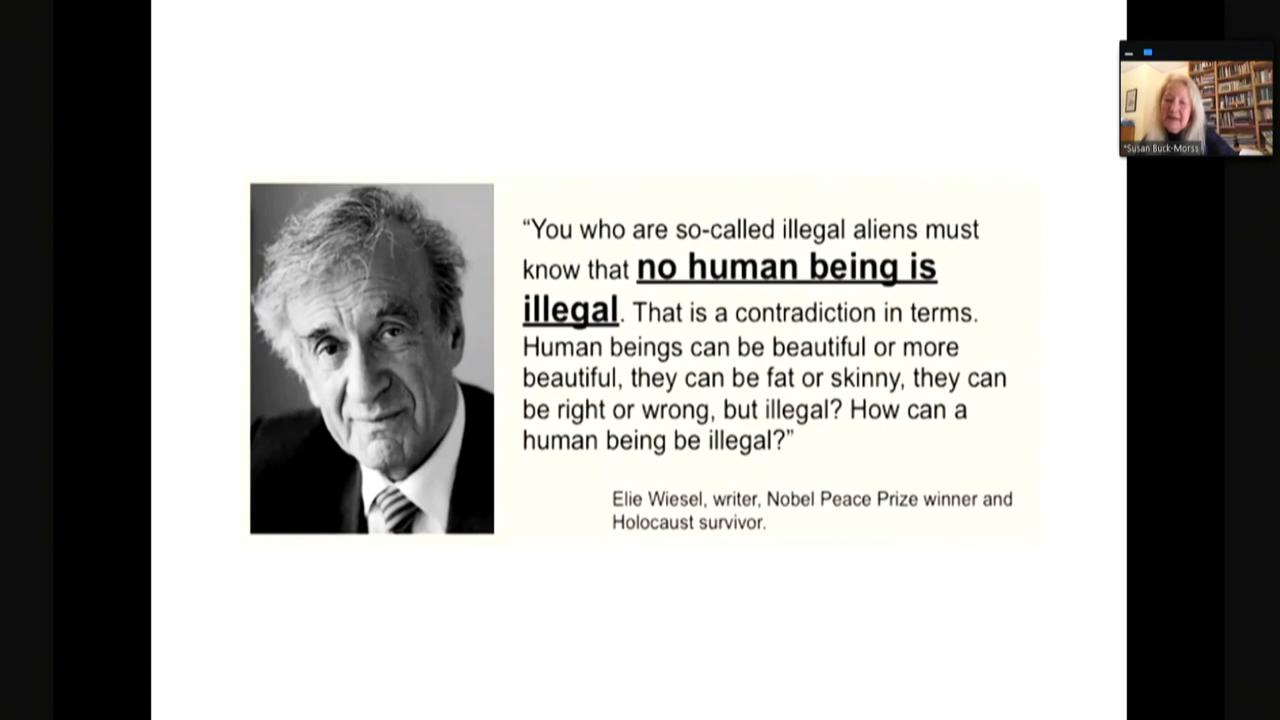 “You who are so-called illegal aliens must
know that no human being is
illegal. That is a contradiction in terms.
Human beings can be beautiful or more
beautiful, they can be fat or skinny, they can
be right or wrong, but illegal? How can a
human being be illegal?”
Elie Wiesel, writer, Nobel Peace Prize winner and
Holocaust survivor.
*Susan Buck-Morss